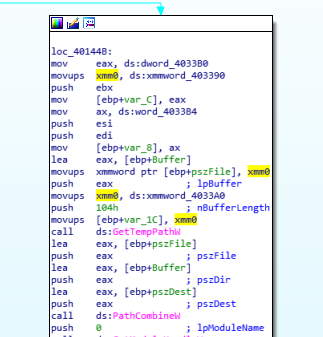 loc_40144B:
mov eax, ds:dword_4033B0
movups xmm0, ds:xmmword_403390
push ebx
mov [ebp+var_C], eax
mov ax, ds:word_4033B4
push esi
push edi
mov [ebp+var_8], ax
lea eax, [ebp+Buffer]
movups xmmword ptr [ebp+pszFile], xmm0
push eax ; lpBuffer
movups xmm0, ds:xmmword_4033A0
push 104h ; nBufferLength
movups [ebp+var_1C], xmm0
call ds:GetTempPathW
lea eax, [ebp+pszFile]
push eax ; pszFile
lea eax, [ebp+Buffer]
push eax ; pszDir
lea eax, [ebp+pszDest]
push eax ; pszDest
call ds:PathCombineW
push 0 ; lpModuleName